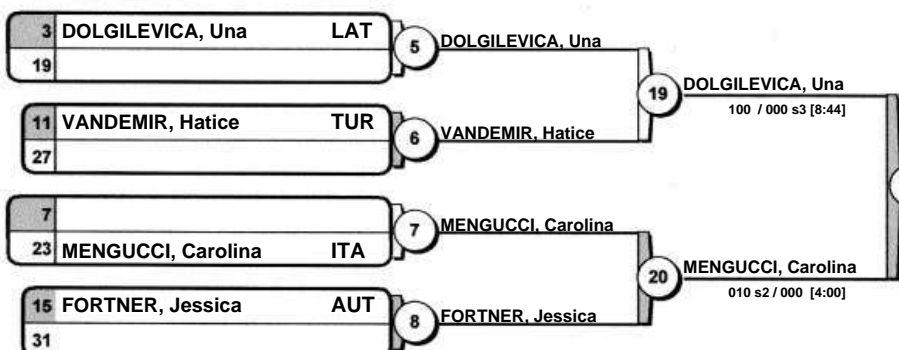 3 DOLGILEVICA, Una LAT
19
5 DOLGILEVICA, Una
19 DOLGILEVICA, Una
100 / 000 s3 [8:44]
11 VANDEMIR, Hatice TUR
27
6 VANDEMIR, Hatice
7
23 MENGUCCI, Carolina ITA
7 MENGUCCI, Carolina
20 MENGUCCI, Carolina
010 s2 / 000 [4:00]
15 FORTNER, Jessica AUT
31
8 FORTNER, Jessica